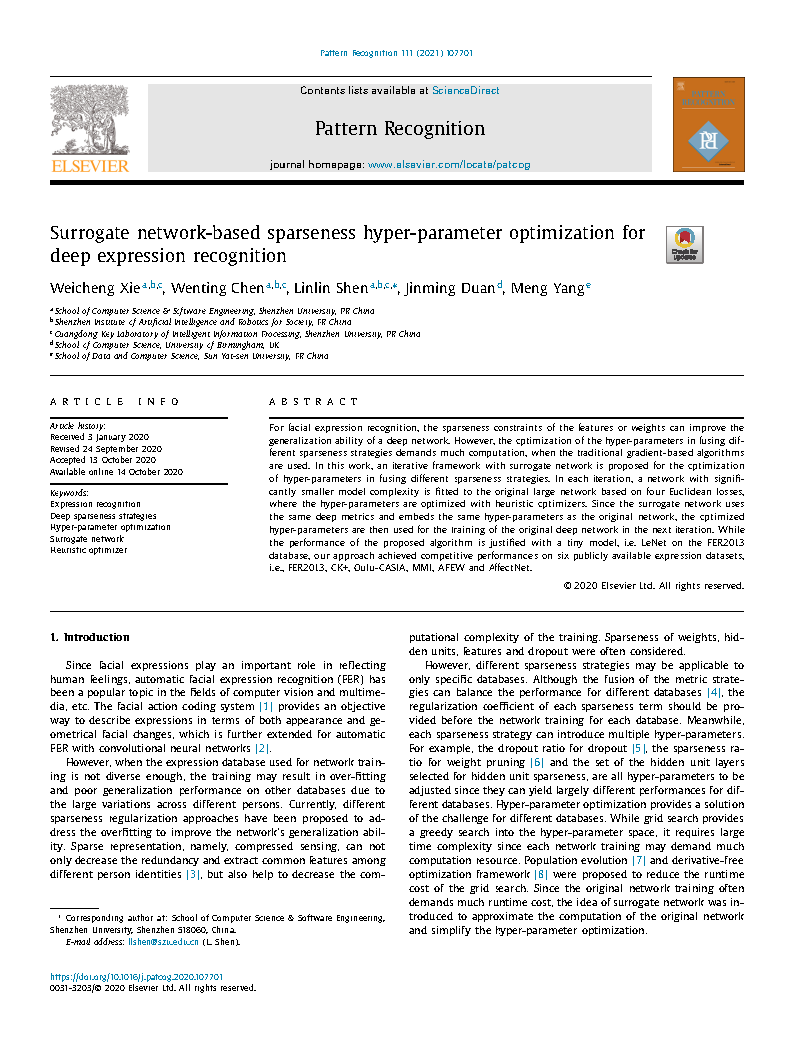 Pattern Recognition 111 (2021) 107701
Contents lists available at ScienceDirect
Pattern Recognition
journal homepage: www.elsevier.com/locate/patcog
ELSEVIER
Surrogate network-based sparseness hyper-parameter optimization for
deep expression recognition
Check for
updates
Weicheng Xie a,b,c, Wenting Chen a,b,c, Linlin Shen a,b,c,∗, Jinming Duan d, Meng Yang e
a School of Computer Science & Software Engineering, Shenzhen University, PR China
b Shenzhen Institute of Artificial Intelligence and Robotics for Society, PR China
c Guangdong Key Laboratory of Intelligent Information Processing, Shenzhen University, PR China
d School of Computer Science, University of Birmingham, UK
e School of Data and Computer Science, Sun Yat-sen University, PR China
ARTICLE INFO
Article history:
Received 3 January 2020
Revised 24 September 2020
Accepted 13 October 2020
Available online 14 October 2020
Keywords:
Expression recognition
Deep sparseness strategies
Hyper-parameter optimization
Surrogate network
Heuristic optimizer
ABSTRACT
For facial expression recognition, the sparseness constraints of the features or weights can improve the
generalization ability of a deep network. However, the optimization of the hyper-parameters in fusing dif-
ferent sparseness strategies demands much computation, when the traditional gradient-based algorithms
are used. In this work, an iterative framework with surrogate network is proposed for the optimization
of hyper-parameters in fusing different sparseness strategies. In each iteration, a network with signifi-
cantly smaller model complexity is fitted to the original large network based on four Euclidean losses,
where the hyper-parameters are optimized with heuristic optimizers. Since the surrogate network uses
the same deep metrics and embeds the same hyper-parameters as the original network, the optimized
hyper-parameters are then used for the training of the original deep network in the next iteration. While
the performance of the proposed algorithm is justified with a tiny model, i.e. LeNet on the FER2013
database, our approach achieved competitive performances on six publicly available expression datasets,
i.e., FER2013, CK+, Oulu-CASIA, MMI, AFEW and AffectNet.
© 2020 Elsevier Ltd. All rights reserved.
1. Introduction
Since facial expressions play an important role in reflecting
human feelings, automatic facial expression recognition (FER) has
been a popular topic in the fields of computer vision and multime-
dia, etc. The facial action coding system [1] provides an objective
way to describe expressions in terms of both appearance and ge-
ometrical facial changes, which is further extended for automatic
FER with convolutional neural networks [2].
However, when the expression database used for network train-
ing is not diverse enough, the training may result in over-fitting
and poor generalization performance on other databases due to
the large variations across different persons. Currently, different
sparseness regularization approaches have been proposed to ad-
dress the overfitting to improve the network's generalization abil-
ity. Sparse representation, namely, compressed sensing, can not
only decrease the redundancy and extract common features among
different person identities [3], but also help to decrease the com-
putational complexity of the training. Sparseness of weights, hid-
den units, features and dropout were often considered.
However, different sparseness strategies may be applicable to
only specific databases. Although the fusion of the metric strate-
gies can balance the performance for different databases [4], the
regularization coefficient of each sparseness term should be pro-
vided before the network training for each database. Meanwhile,
each sparseness strategy can introduce multiple hyper-parameters.
For example, the dropout ratio for dropout [5], the sparseness ra-
tio for weight pruning [6] and the set of the hidden unit layers
selected for hidden unit sparseness, are all hyper-parameters to be
adjusted since they can yield largely different performances for dif-
ferent databases. Hyper-parameter optimization provides a solution
of the challenge for different databases. While grid search provides
a greedy search into the hyper-parameter space, it requires large
time complexity since each network training may demand much
computation resource. Population evolution [7] and derivative-free
optimization framework [8] were proposed to reduce the runtime
cost of the grid search. Since the original network training often
demands much runtime cost, the idea of surrogate network was in-
troduced to approximate the computation of the original network
and simplify the hyper-parameter optimization.
∗ Corresponding author at: School of Computer Science & Software Engineering,
Shenzhen University, Shenzhen 518060, China.
E-mail address: llshen@szu.edu.cn (L. Shen).
https://doi.org/10.1016/j.patcog.2020.107701
0031-3203/© 2020 Elsevier Ltd. All rights reserved.